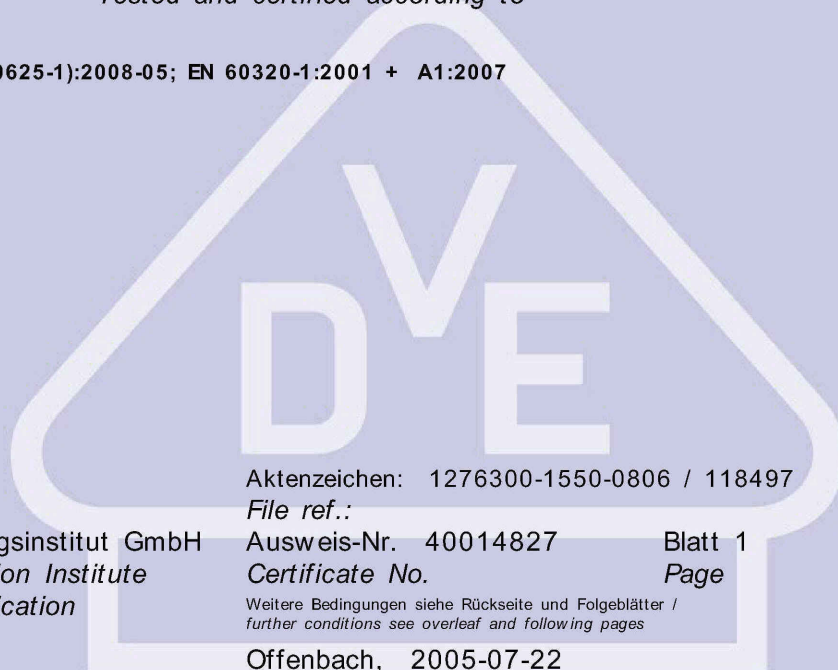 Tested and certified according to
0625-1):2008-05; EN 60320-1:2001 + A1:2007
VDE
Aktenzeichen: 1276300-1550-0806 / 118497
File ref.:
gsinstitut GmbH Ausweis-Nr. 40014827 Blatt 1
on Institute Certificate No. Page
cation
Weitere Bedingungen siehe Rückseite und Folgeblätter /
further conditions see overleaf and following pages
Offenbach, 2005-07-22